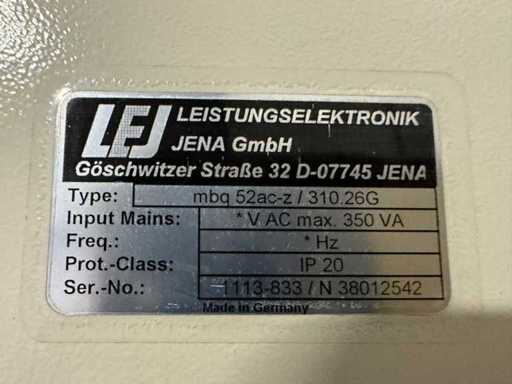 LEJ LEISTUNGSELEKTRONIK
JENA GmbH
Göschwitzer Straße 32 D-07745 JENA
Type: mbq 52ac-z / 310.26G
Input Mains: * V AC max. 350 VA
Freq.: * Hz
Prot.-Class: IP 20
Ser.-No.: 1113-833 / N 38012542
Made in Germany